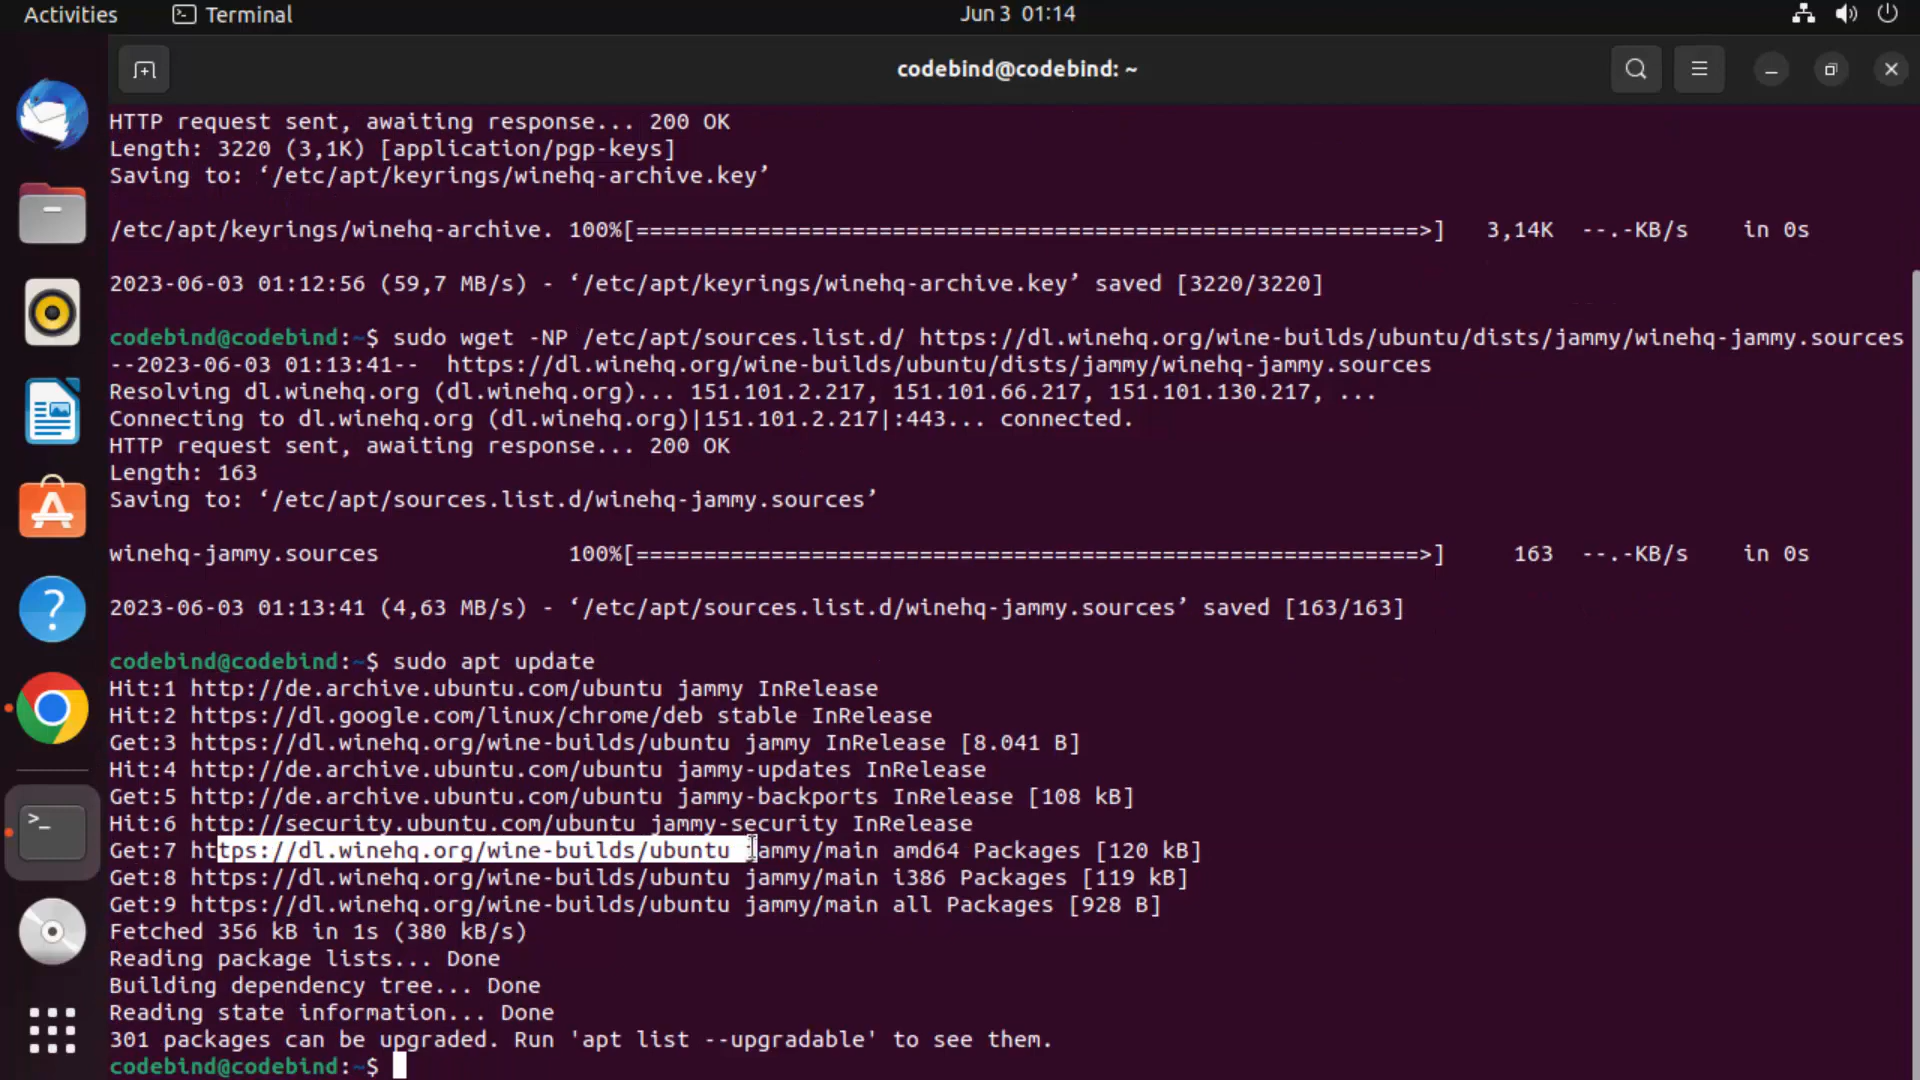 Activities
Terminal
Jun 3 01:14
codebind@codebind: ~
HTTP request sent, awaiting response... 200 OK
Length: 3220 (3,1K) [application/pgp-keys]
Saving to: ‘/etc/apt/keyrings/winehq-archive.key’
/etc/apt/keyrings/winehq-archive. 100%[==========================================================>] 3,14K --.-KB/s in 0s
2023-06-03 01:12:56 (59,7 MB/s) - ‘/etc/apt/keyrings/winehq-archive.key’ saved [3220/3220]
codebind@codebind:~$ sudo wget -NP /etc/apt/sources.list.d/ https://dl.winehq.org/wine-builds/ubuntu/dists/jammy/winehq-jammy.sources
--2023-06-03 01:13:41-- https://dl.winehq.org/wine-builds/ubuntu/dists/jammy/winehq-jammy.sources
Resolving dl.winehq.org (dl.winehq.org)... 151.101.2.217, 151.101.66.217, 151.101.130.217, ...
Connecting to dl.winehq.org (dl.winehq.org)|151.101.2.217|:443... connected.
HTTP request sent, awaiting response... 200 OK
Length: 163
Saving to: ‘/etc/apt/sources.list.d/winehq-jammy.sources’
winehq-jammy.sources 100%[==========================================================>] 163 --.-KB/s in 0s
2023-06-03 01:13:41 (4,63 MB/s) - ‘/etc/apt/sources.list.d/winehq-jammy.sources’ saved [163/163]
codebind@codebind:~$ sudo apt update
Hit:1 http://de.archive.ubuntu.com/ubuntu jammy InRelease
Hit:2 https://dl.google.com/linux/chrome/deb stable InRelease
Get:3 https://dl.winehq.org/wine-builds/ubuntu jammy InRelease [8.041 B]
Hit:4 http://de.archive.ubuntu.com/ubuntu jammy-updates InRelease
Get:5 http://de.archive.ubuntu.com/ubuntu jammy-backports InRelease [108 kB]
Hit:6 http://security.ubuntu.com/ubuntu jammy-security InRelease
Get:7 https://dl.winehq.org/wine-builds/ubuntu jammy/main amd64 Packages [120 kB]
Get:8 https://dl.winehq.org/wine-builds/ubuntu jammy/main i386 Packages [119 kB]
Get:9 https://dl.winehq.org/wine-builds/ubuntu jammy/main all Packages [928 B]
Fetched 356 kB in 1s (380 kB/s)
Reading package lists... Done
Building dependency tree... Done
Reading state information... Done
301 packages can be upgraded. Run 'apt list --upgradable' to see them.
codebind@codebind:~$